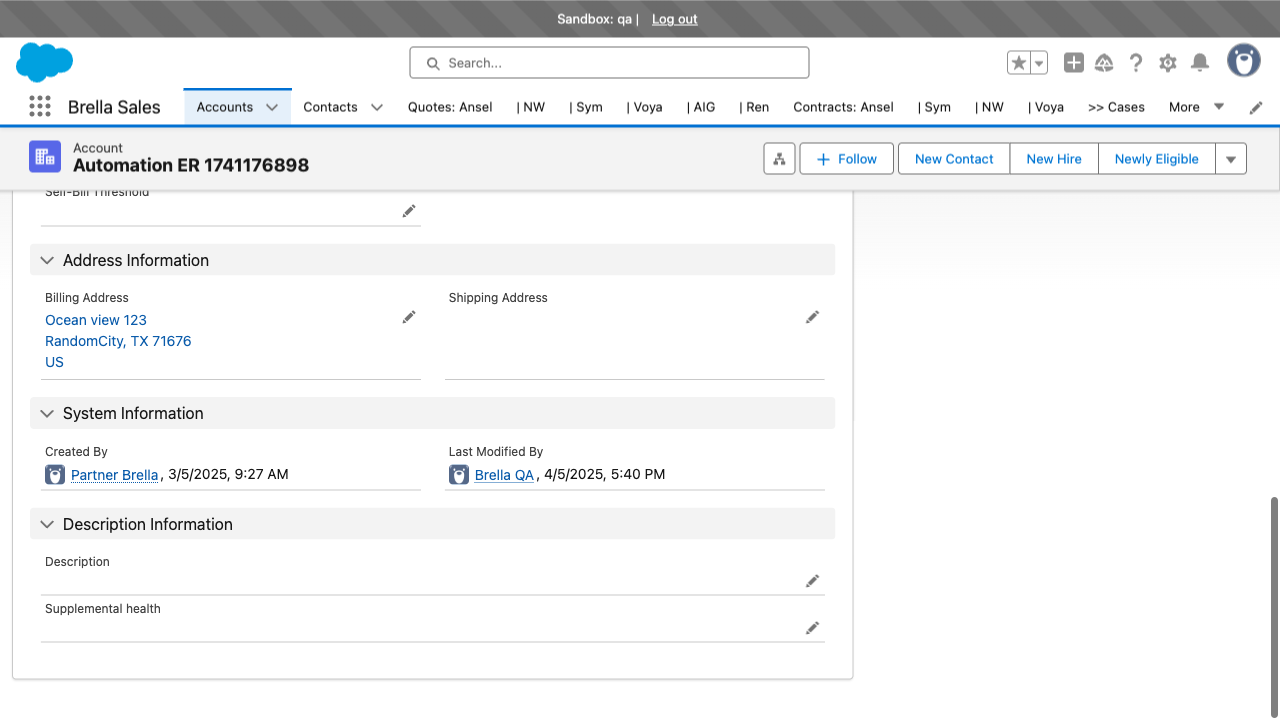 Sandbox: qa | Log out
Search...
Brella Sales
Accounts
Contacts
Quotes: Ansel
| NW
| Sym
| Voya
| AIG
| Ren
Contracts: Ansel
| Sym
| NW
| Voya
>> Cases
More
Account
Automation ER 1741176898
Follow
New Contact
New Hire
Newly Eligible
Self-Bill Threshold
Address Information
Billing Address
Ocean view 123
RandomCity, TX 71676
US
Shipping Address
System Information
Created By
Partner Brella, 3/5/2025, 9:27 AM
Last Modified By
Brella QA, 4/5/2025, 5:40 PM
Description Information
Description
Supplemental health